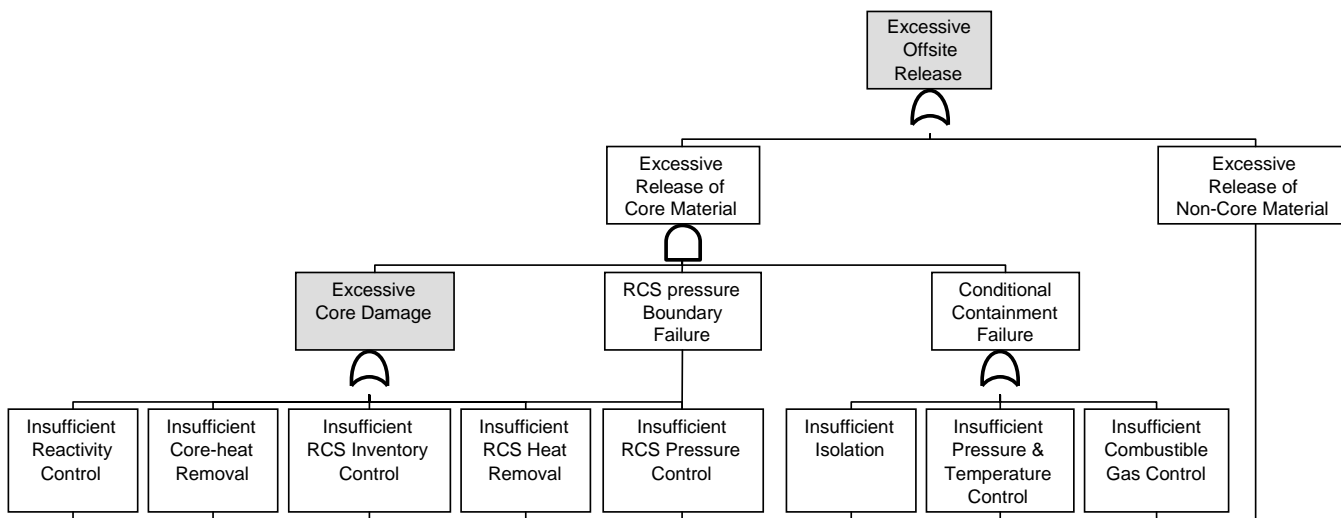 Excessive
Offsite
Release
Excessive
Release of
Core Material
Excessive
Release of
Non-Core Material
Excessive
Core Damage
RCS pressure
Boundary
Failure
Conditional
Containment
Failure
Insufficient
Reactivity
Control
Insufficient
Core-heat
Removal
Insufficient
RCS Inventory
Control
Insufficient
RCS Heat
Removal
Insufficient
RCS Pressure
Control
Insufficient
Isolation
Insufficient
Pressure &
Temperature
Control
Insufficient
Combustible
Gas Control